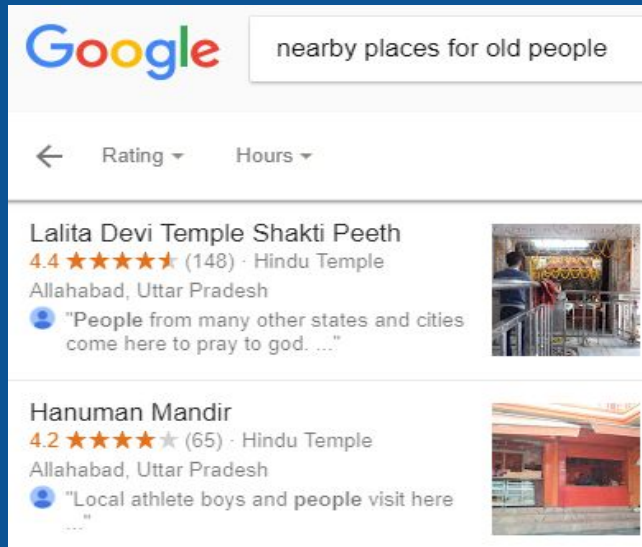 Google
nearby places for old people
Rating
Hours
Lalita Devi Temple Shakti Peeth
4.4 ★★★★★ (148) · Hindu Temple
Allahabad, Uttar Pradesh
"People from many other states and cities
come here to pray to god. ..."
Hanuman Mandir
4.2 ★★★★★ (65) · Hindu Temple
Allahabad, Uttar Pradesh
"Local athlete boys and people visit here
..."